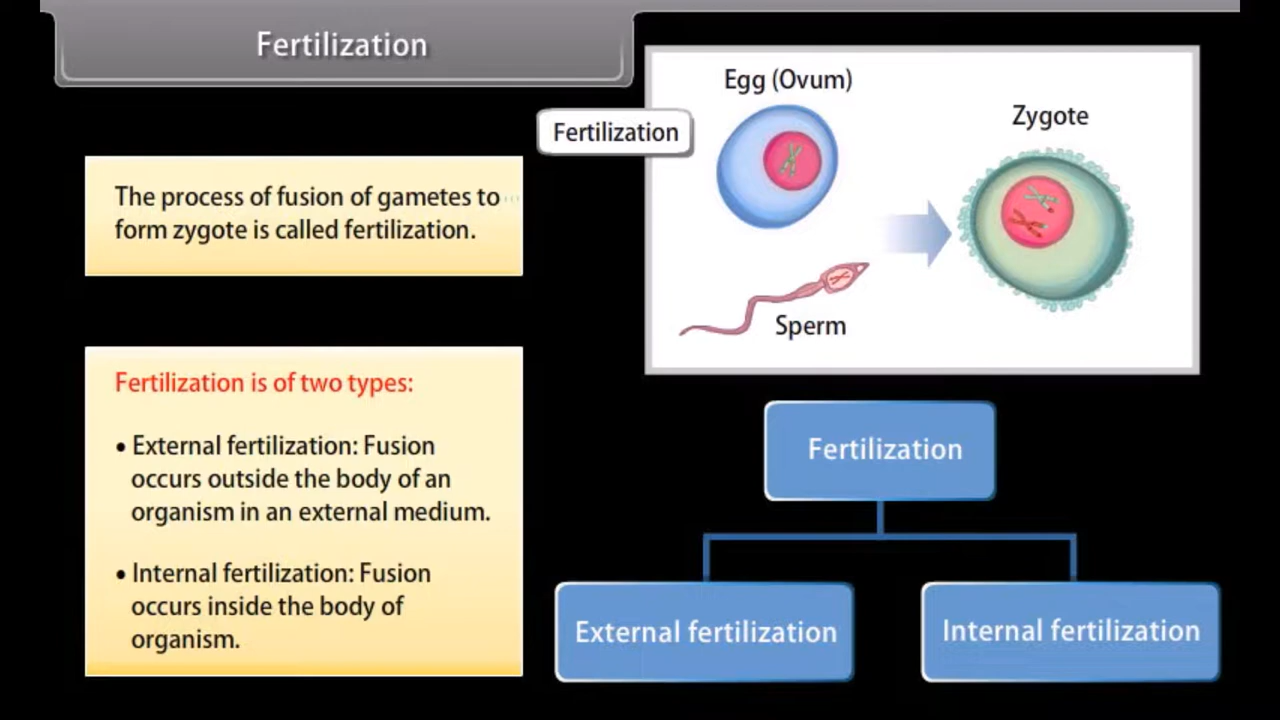 Fertilization
The process of fusion of gametes to
form zygote is called fertilization.
Fertilization is of two types:
• External fertilization: Fusion
occurs outside the body of an
organism in an external medium.
• Internal fertilization: Fusion
occurs inside the body of
organism.
Fertilization
Egg (Ovum)
Zygote
Sperm
Fertilization
External fertilization
Internal fertilization